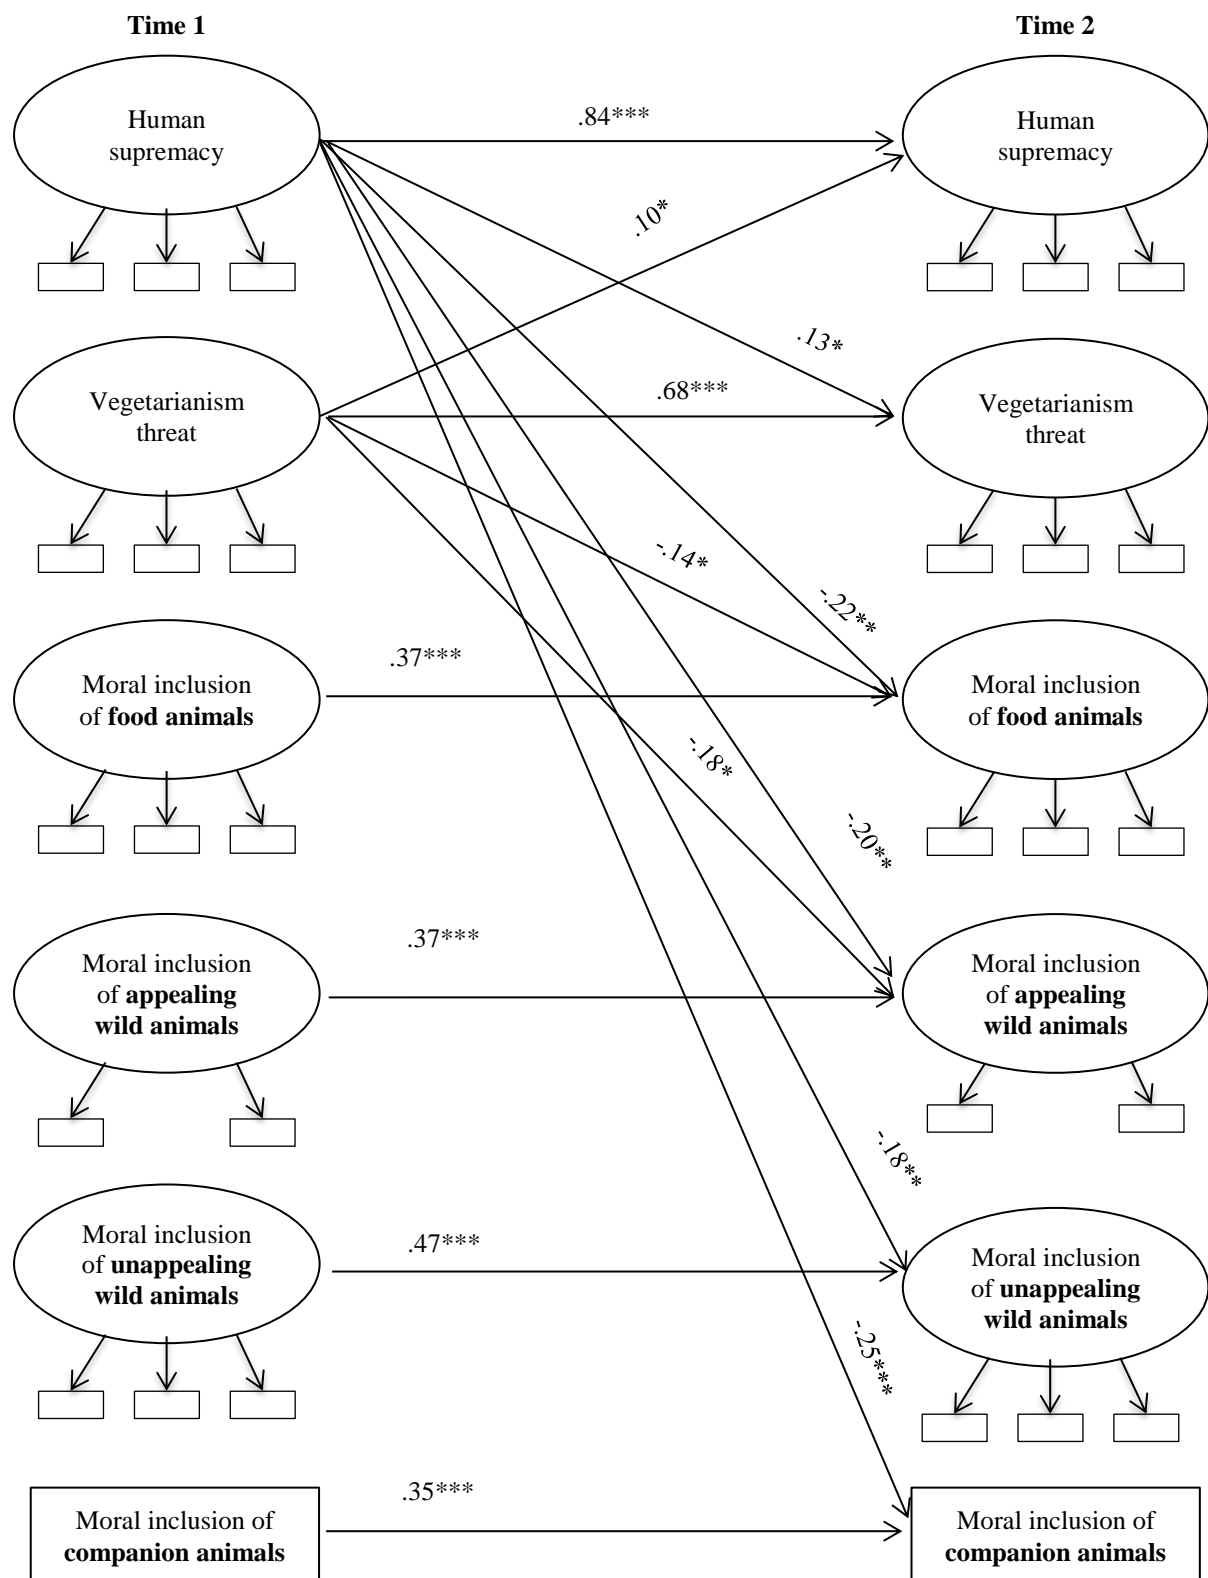 Time 1
Time 2
Human
supremacy
.84***
Human
supremacy
.10*
.13*
Vegetarianism
threat
.68***
Vegetarianism
threat
-.14*
-.22**
Moral inclusion
of food animals
.37***
Moral inclusion
of food animals
-.18*
-.20**
Moral inclusion
of appealing
wild animals
.37***
Moral inclusion
of appealing
wild animals
-.18**
Moral inclusion
of unappealing
wild animals
.47***
Moral inclusion
of unappealing
wild animals
-.25***
Moral inclusion of
companion animals
.35***
Moral inclusion of
companion animals